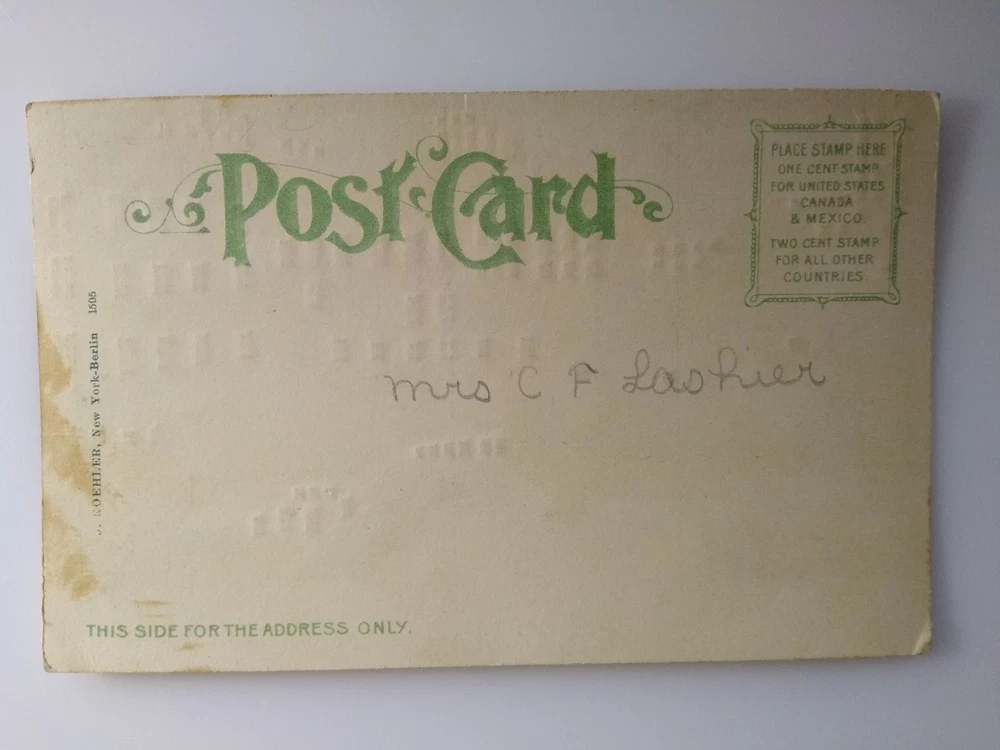 Post Card
PLACE STAMP HERE
ONE CENT STAMP
FOR UNITED STATES
CANADA
& MEXICO.
TWO CENT STAMP
FOR ALL OTHER
COUNTRIES
J. KOEHLER, New York-Berlin 1505
mrs C F Lashier
THIS SIDE FOR THE ADDRESS ONLY.